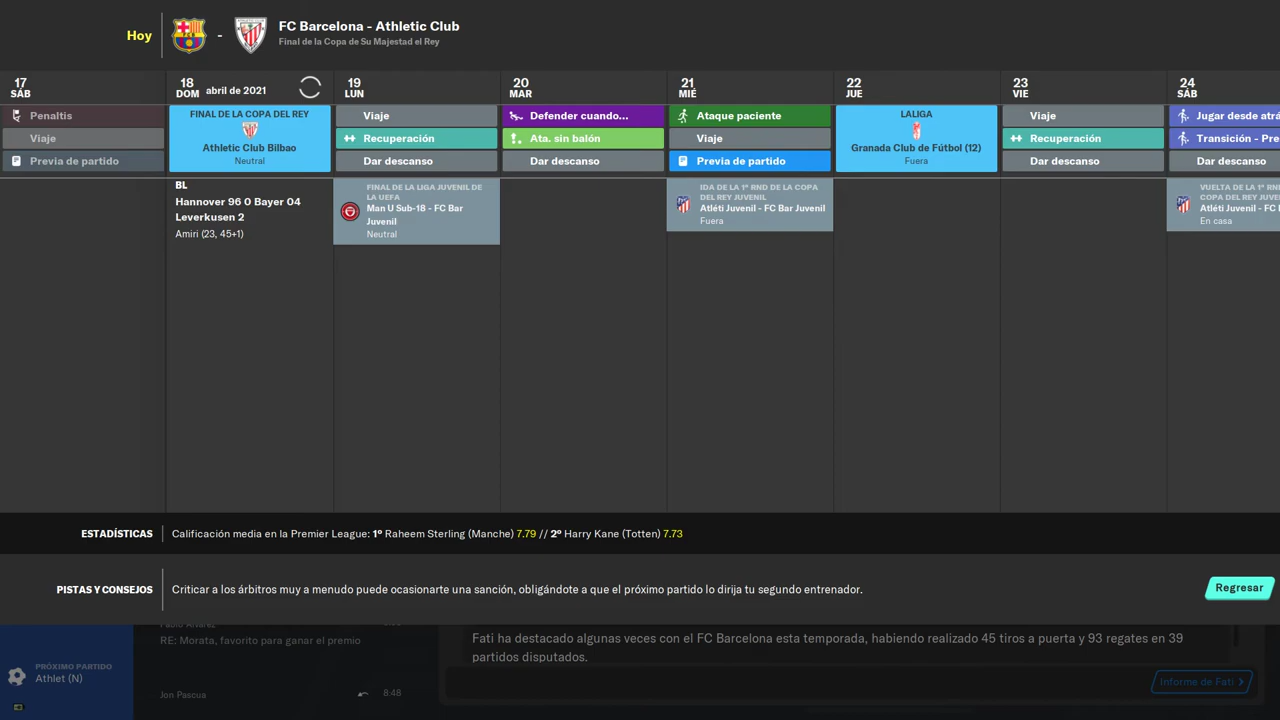 Hoy
-
FC Barcelona - Athletic Club
Final de la Copa de Su Majestad el Rey
17
SÁB
Penaltis
Viaje
Previa de partido
18
DOM
abril de 2021
FINAL DE LA COPA DEL REY
Athletic Club Bilbao
Neutral
BL
Hannover 96 0 Bayer 04
Leverkusen 2
Amiri (23, 45+1)
19
LUN
Viaje
Recuperación
Dar descanso
FINAL DE LA LIGA JUVENIL DE
LA UEFA
Man U Sub-18 - FC Bar
Juvenil
Neutral
20
MAR
Defender cuando...
Ata. sin balón
Dar descanso
21
MIÉ
Ataque paciente
Viaje
Previa de partido
IDA DE LA 1ª RND DE LA COPA
DEL REY JUVENIL
Atléti Juvenil - FC Bar Juvenil
Fuera
22
JUE
LALIGA
Granada Club de Fútbol (12)
Fuera
23
VIE
Viaje
Recuperación
Dar descanso
24
SÁB
Jugar desde atrá
Transición - Pre
Dar descanso
VUELTA DE LA 1ª RN
COPA DEL REY JUVE
Atléti Juvenil - FC
En casa
ESTADÍSTICAS
Calificación media en la Premier League: 1º Raheem Sterling (Manche) 7.79 // 2º Harry Kane (Totten) 7.73
PISTAS Y CONSEJOS
Criticar a los árbitros muy a menudo puede ocasionarte una sanción, obligándote a que el próximo partido lo dirija tu segundo entrenador.
Regresar
PRÓXIMO PARTIDO
Athlet (N)
Pablo Álvarez
RE: Morata, favorito para ganar el premio
Jon Pascua
8:48
Fati ha destacado algunas veces con el FC Barcelona esta temporada, habiendo realizado 45 tiros a puerta y 93 regates en 39
partidos disputados.
Informe de Fati